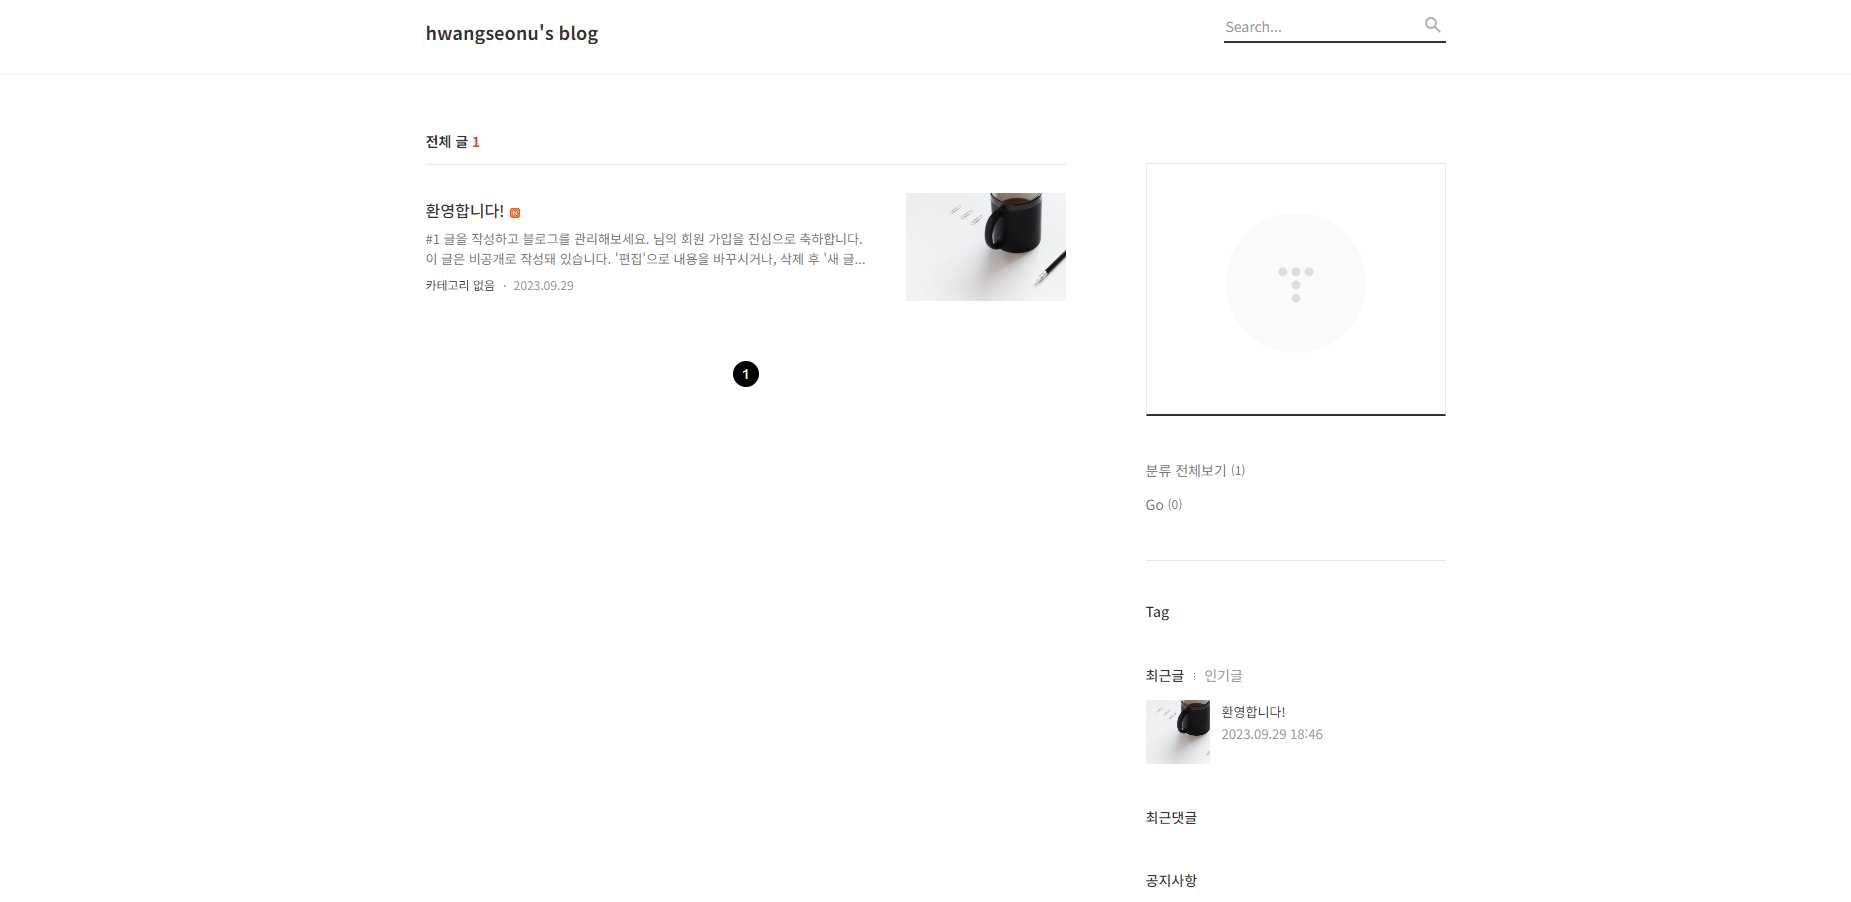 hwangseonu's blog
Search...
전체 글 1
환영합니다! N
#1 글을 작성하고 블로그를 관리해보세요. 님의 회원 가입을 진심으로 축하합니다.
이 글은 비공개로 작성돼 있습니다. '편집'으로 내용을 바꾸시거나, 삭제 후 '새 글...
카테고리 없음 · 2023.09.29
1
분류 전체보기 (1)
Go (0)
Tag
최근글 인기글
환영합니다!
2023.09.29 18:46
최근댓글
공지사항